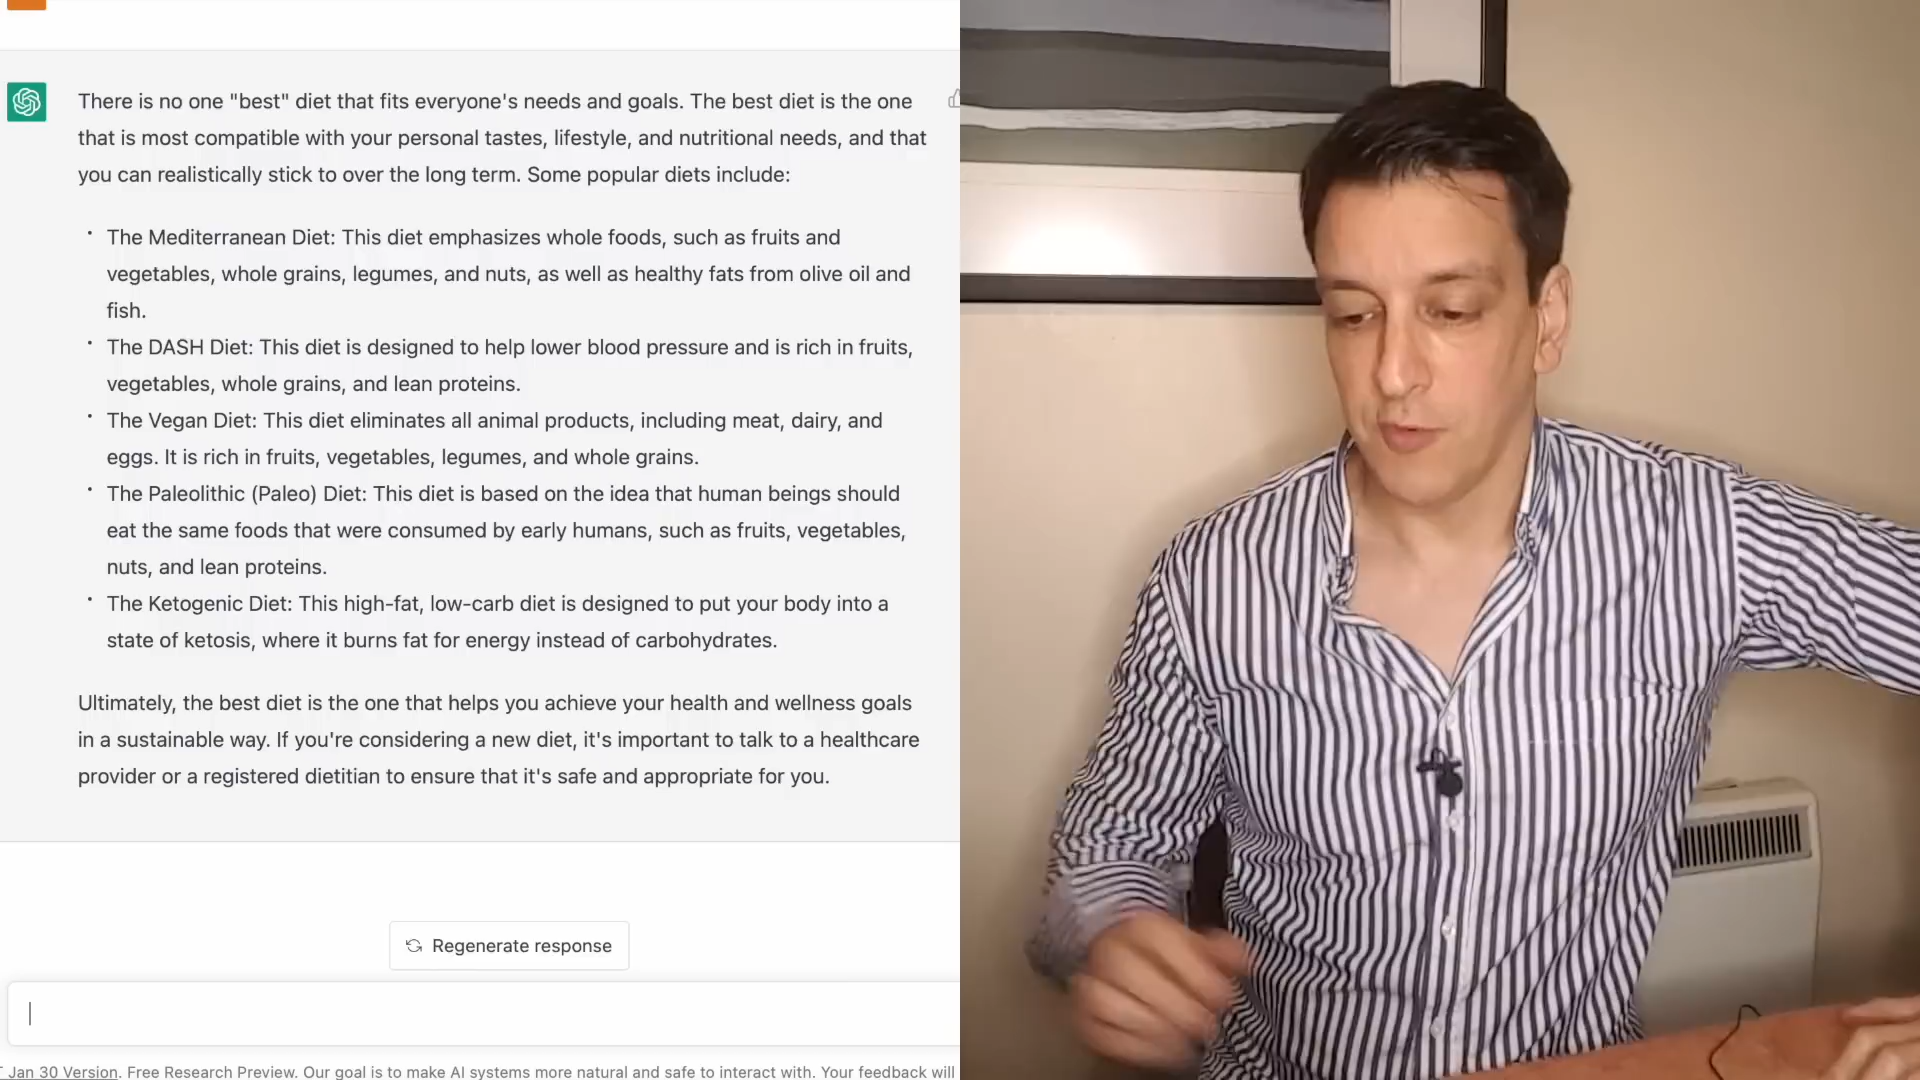 There is no one "best" diet that fits everyone's needs and goals. The best diet is the one
that is most compatible with your personal tastes, lifestyle, and nutritional needs, and that
you can realistically stick to over the long term. Some popular diets include:
The Mediterranean Diet: This diet emphasizes whole foods, such as fruits and
vegetables, whole grains, legumes, and nuts, as well as healthy fats from olive oil and
fish.
The DASH Diet: This diet is designed to help lower blood pressure and is rich in fruits,
vegetables, whole grains, and lean proteins.
The Vegan Diet: This diet eliminates all animal products, including meat, dairy, and
eggs. It is rich in fruits, vegetables, legumes, and whole grains.
The Paleolithic (Paleo) Diet: This diet is based on the idea that human beings should
eat the same foods that were consumed by early humans, such as fruits, vegetables,
nuts, and lean proteins.
The Ketogenic Diet: This high-fat, low-carb diet is designed to put your body into a
state of ketosis, where it burns fat for energy instead of carbohydrates.
Ultimately, the best diet is the one that helps you achieve your health and wellness goals
in a sustainable way. If you're considering a new diet, it's important to talk to a healthcare
provider or a registered dietitian to ensure that it's safe and appropriate for you.
Regenerate response
T Jan 30 Version. Free Research Preview. Our goal is to make AI systems more natural and safe to interact with. Your feedback will